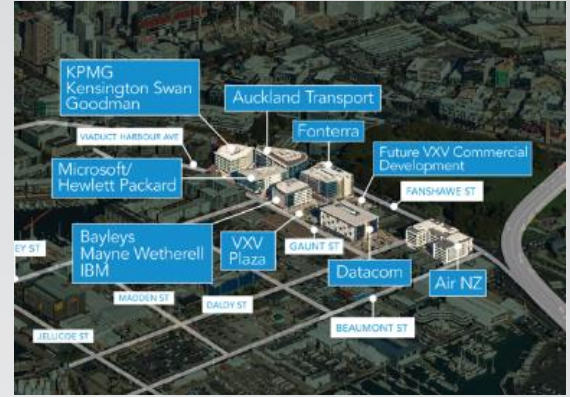 KPMG
Kensington Swan
Goodman
Auckland Transport
Fonterra
VIADUCT HARBOUR AVE
Future VXV Commercial
Development
Microsoft/
Hewlett Packard
FANSHAWE ST
Bayleys
Mayne Wetherell
IBM
VXV
Plaza
GAUNT ST
EY ST
Datacom
Air NZ
MADDEN ST
DALDY ST
BEAUMONT ST
JELLICOE ST